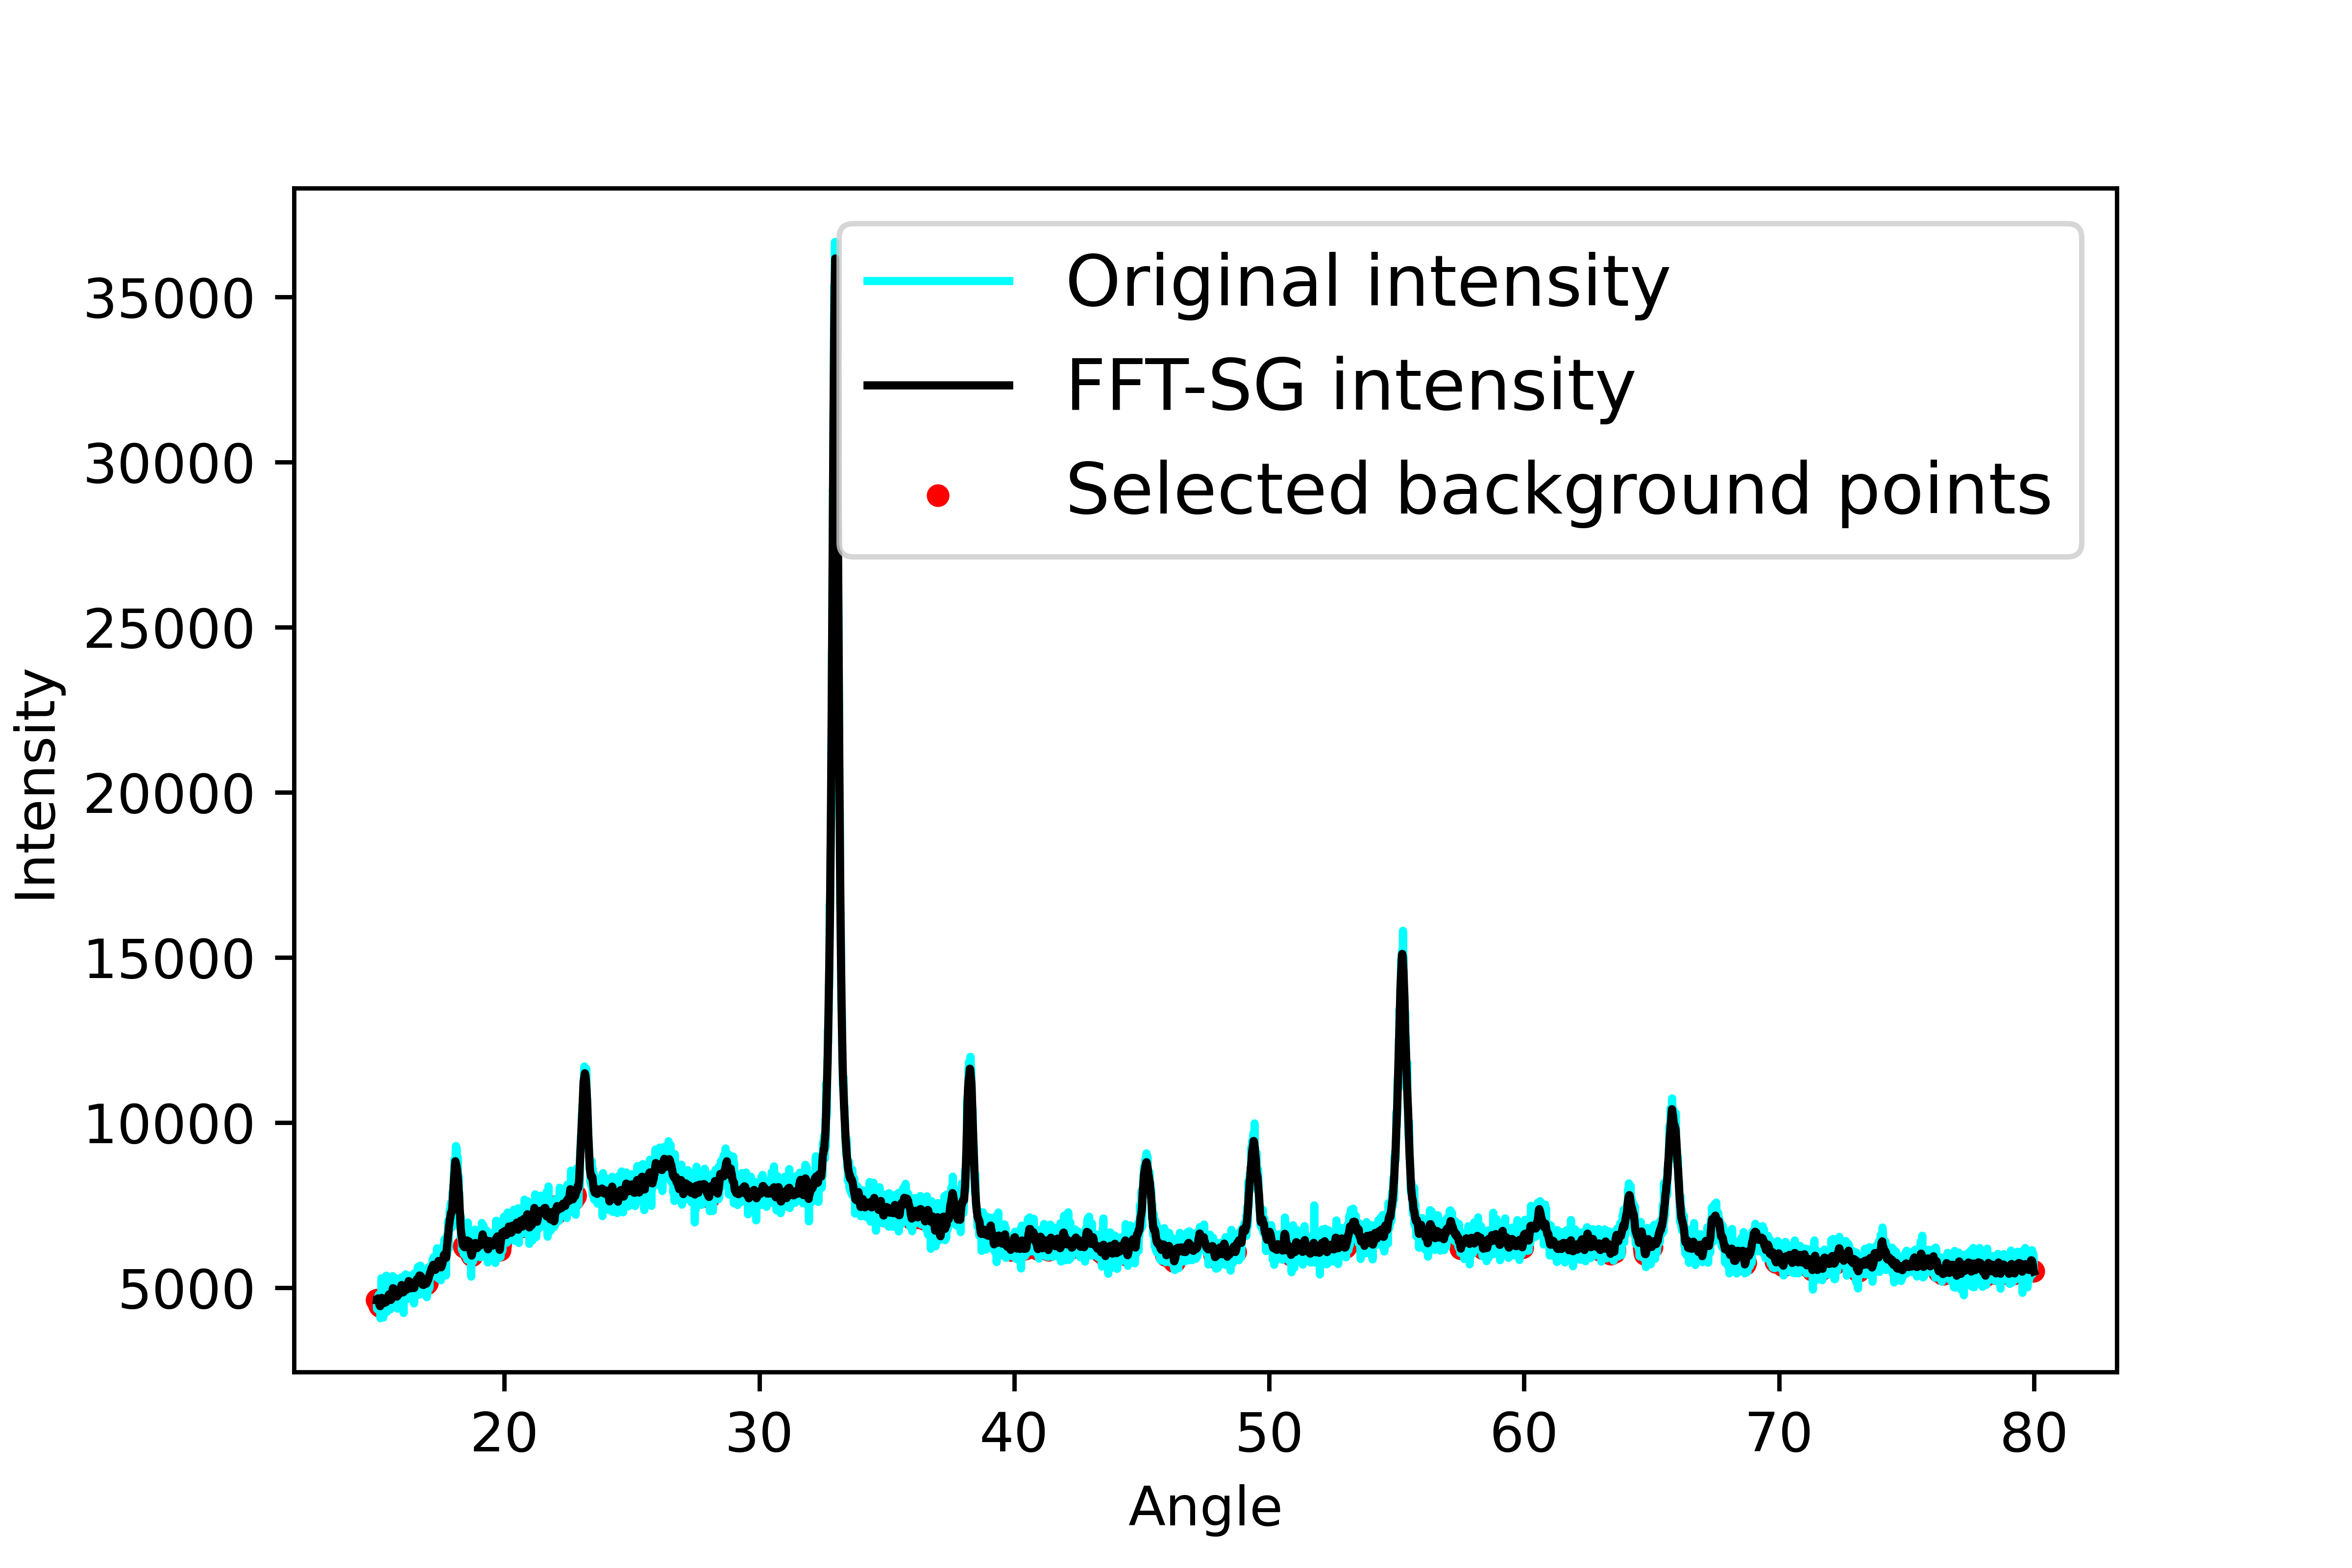 Original intensity
FFT-SG intensity
Selected background points
35000
30000
25000
20000
15000
10000
5000
Intensity
20 30 40 50 60 70 80
Angle